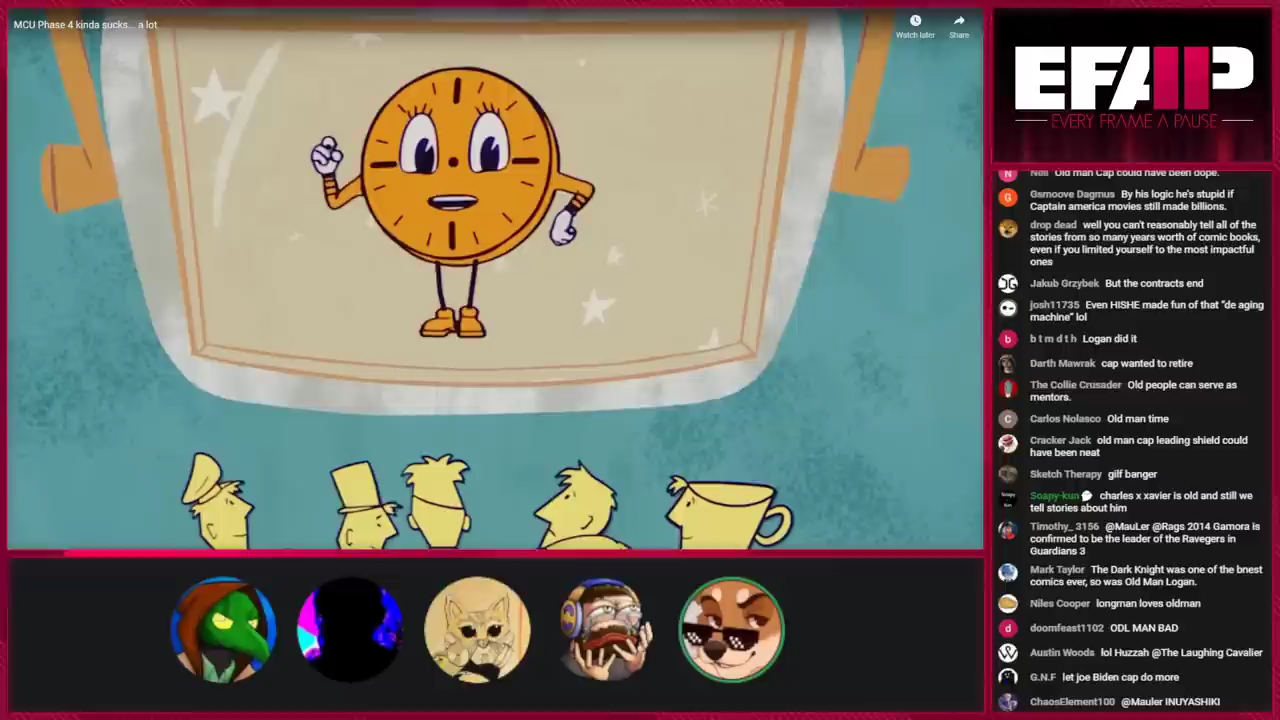 MCU Phase 4 kinda sucks... a lot
Watch later
Share
EFAP
EVERY FRAME A PAUSE
Neil Old man Cap could have been dope.
Gsmoove Dagmus By his logic he's stupid if
Captain america movies still made billions.
drop dead well you can't reasonably tell all of the
stories from so many years worth of comic books,
even if you limited yourself to the most impactful
ones
Jakub Grzybek But the contracts end
josh11735 Even HISHE made fun of that "de aging
machine" lol
b t m d t h Logan did it
Darth Mawrak cap wanted to retire
The Collie Crusader Old people can serve as
mentors.
Carlos Nolasco Old man time
Cracker Jack old man cap leading shield could
have been neat
Sketch Therapy gilf banger
Soapy-kun charles x xavier is old and still we
tell stories about him
Timothy_ 3156 @MauLer @Rags 2014 Gamora is
confirmed to be the leader of the Ravegers in
Guardians 3
Mark Taylor The Dark Knight was one of the bnest
comics ever, so was Old Man Logan.
Niles Cooper longman loves oldman
doomfeast1102 ODL MAN BAD
Austin Woods lol Huzzah @The Laughing Cavalier
G.N.F let joe Biden cap do more
ChaosElement100 @Mauler INUYASHIKI